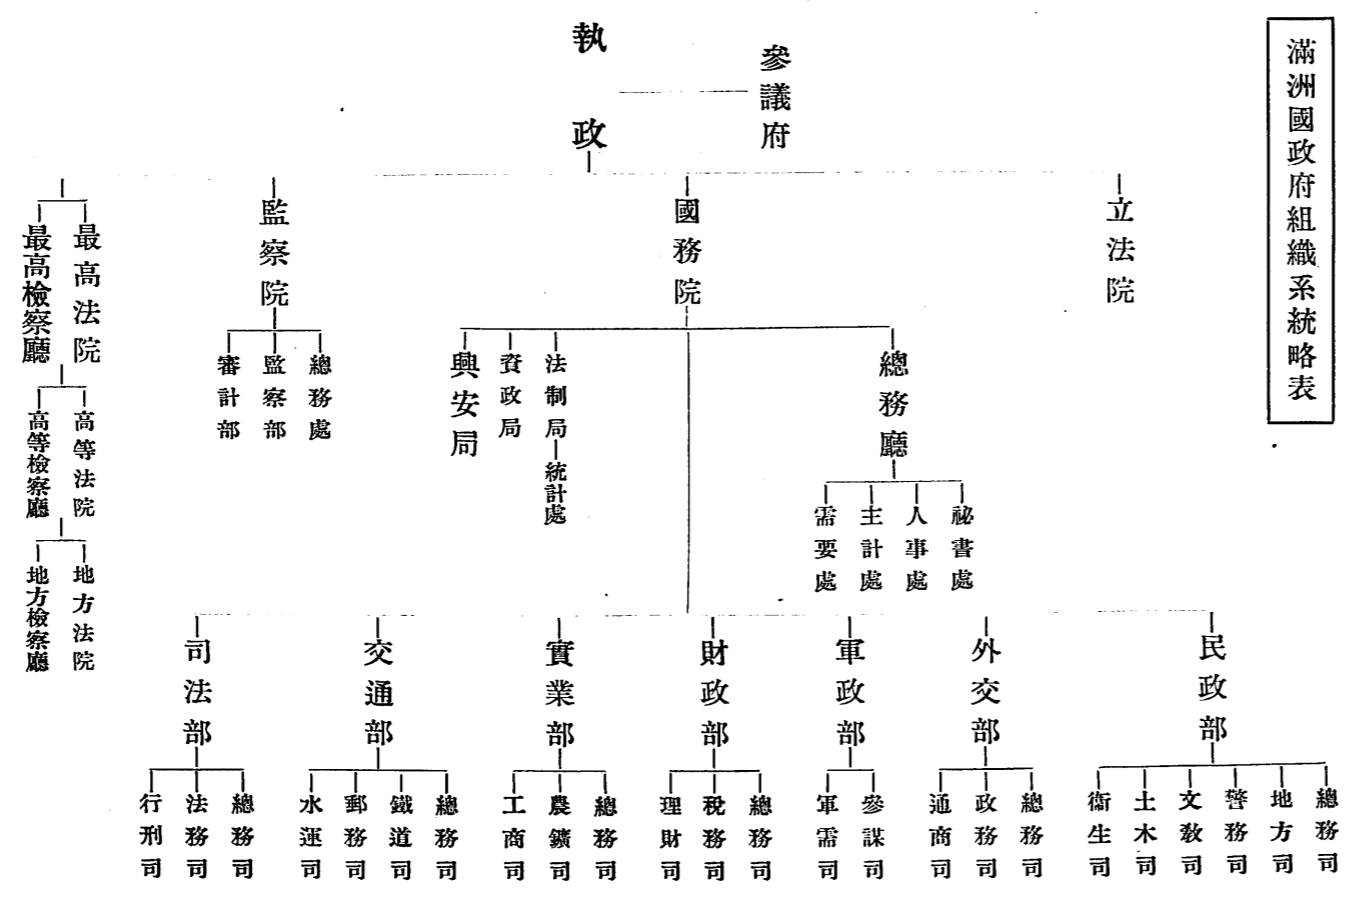 滿洲國政府組織系統略表
執政
參議府
立法院
國務院
監察院
最高法院
最高檢察廳
總務廳
法制局
統計處
資政局
興安局
總務處
監察部
審計部
高等法院
高等檢察廳
祕書處
人事處
主計處
需要處
地方法院
地方檢察廳
民政部
外交部
軍政部
財政部
實業部
交通部
司法部
總務司
地方司
警務司
文敎司
土木司
衞生司
總務司
政務司
通商司
參謀司
軍需司
總務司
稅務司
理財司
總務司
農鑛司
工商司
總務司
鐵道司
郵務司
水運司
總務司
法務司
行刑司